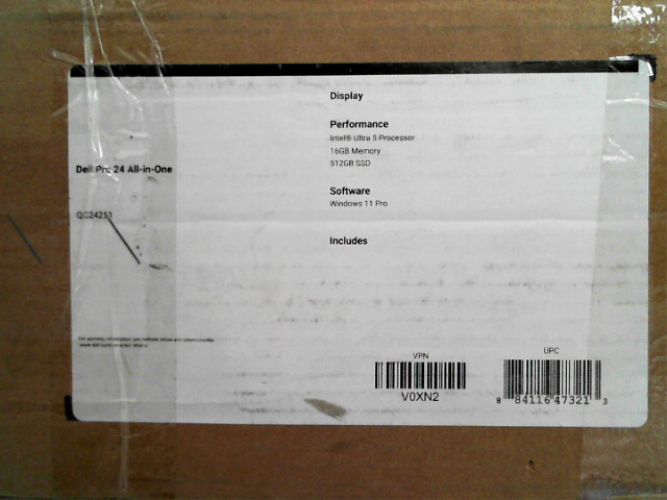 Display
Performance
Intel® Ultra 5 Processor
16GB Memory
512GB SSD
Dell Pro 24 All-in-One
Software
Windows 11 Pro
QC24251
Includes
VPN
V0XN2
UPC
8 84116 47321 3